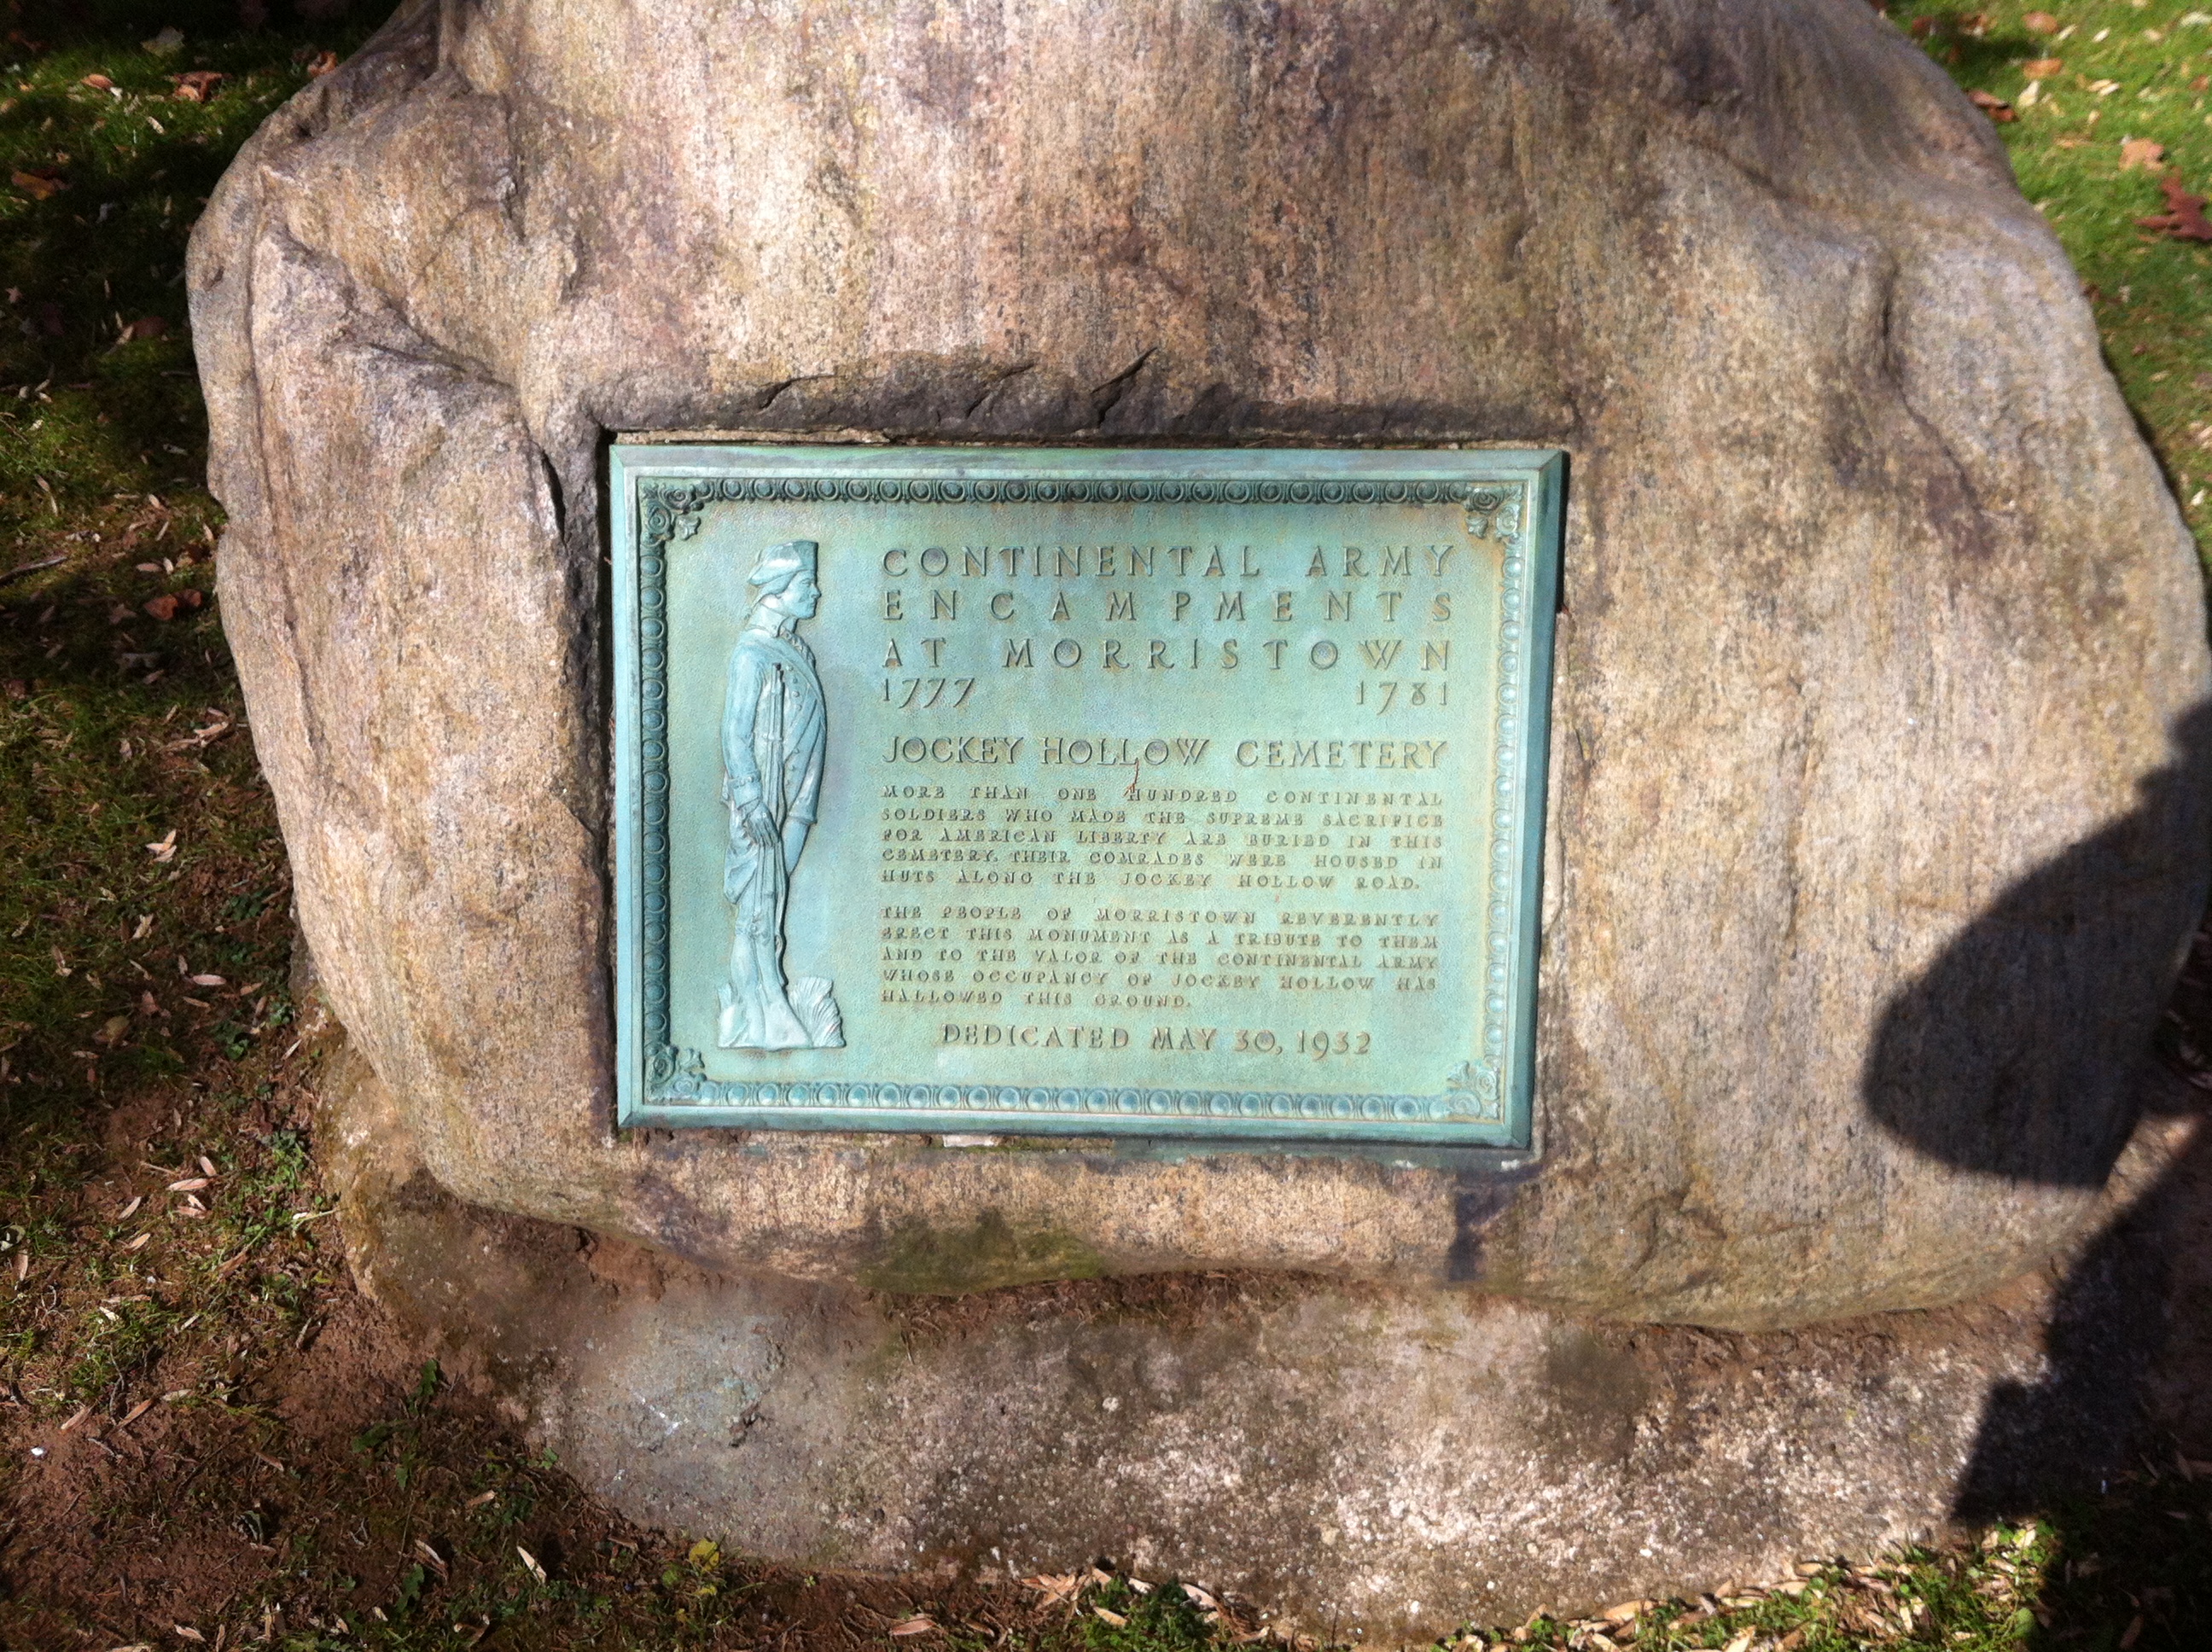 CONTINENTAL ARMY
ENCAMPMENTS
AT MORRISTOWN
1777 1781
JOCKEY HOLLOW CEMETERY
MORE THAN ONE HUNDRED CONTINENTAL
SOLDIERS WHO MADE THE SUPREME SACRIFICE
FOR AMERICAN LIBERTY ARE BURIED IN THIS
CEMETERY. THEIR COMRADES WERE HOUSED IN
HUTS ALONG THE JOCKEY HOLLOW ROAD.
THE PEOPLE OF MORRISTOWN REVERENTLY
ERECT THIS MONUMENT AS A TRIBUTE TO THEM
AND TO THE VALOR OF THE CONTINENTAL ARMY
WHOSE OCCUPANCY OF JOCKEY HOLLOW HAS
HALLOWED THIS GROUND.
DEDICATED MAY 30, 1932